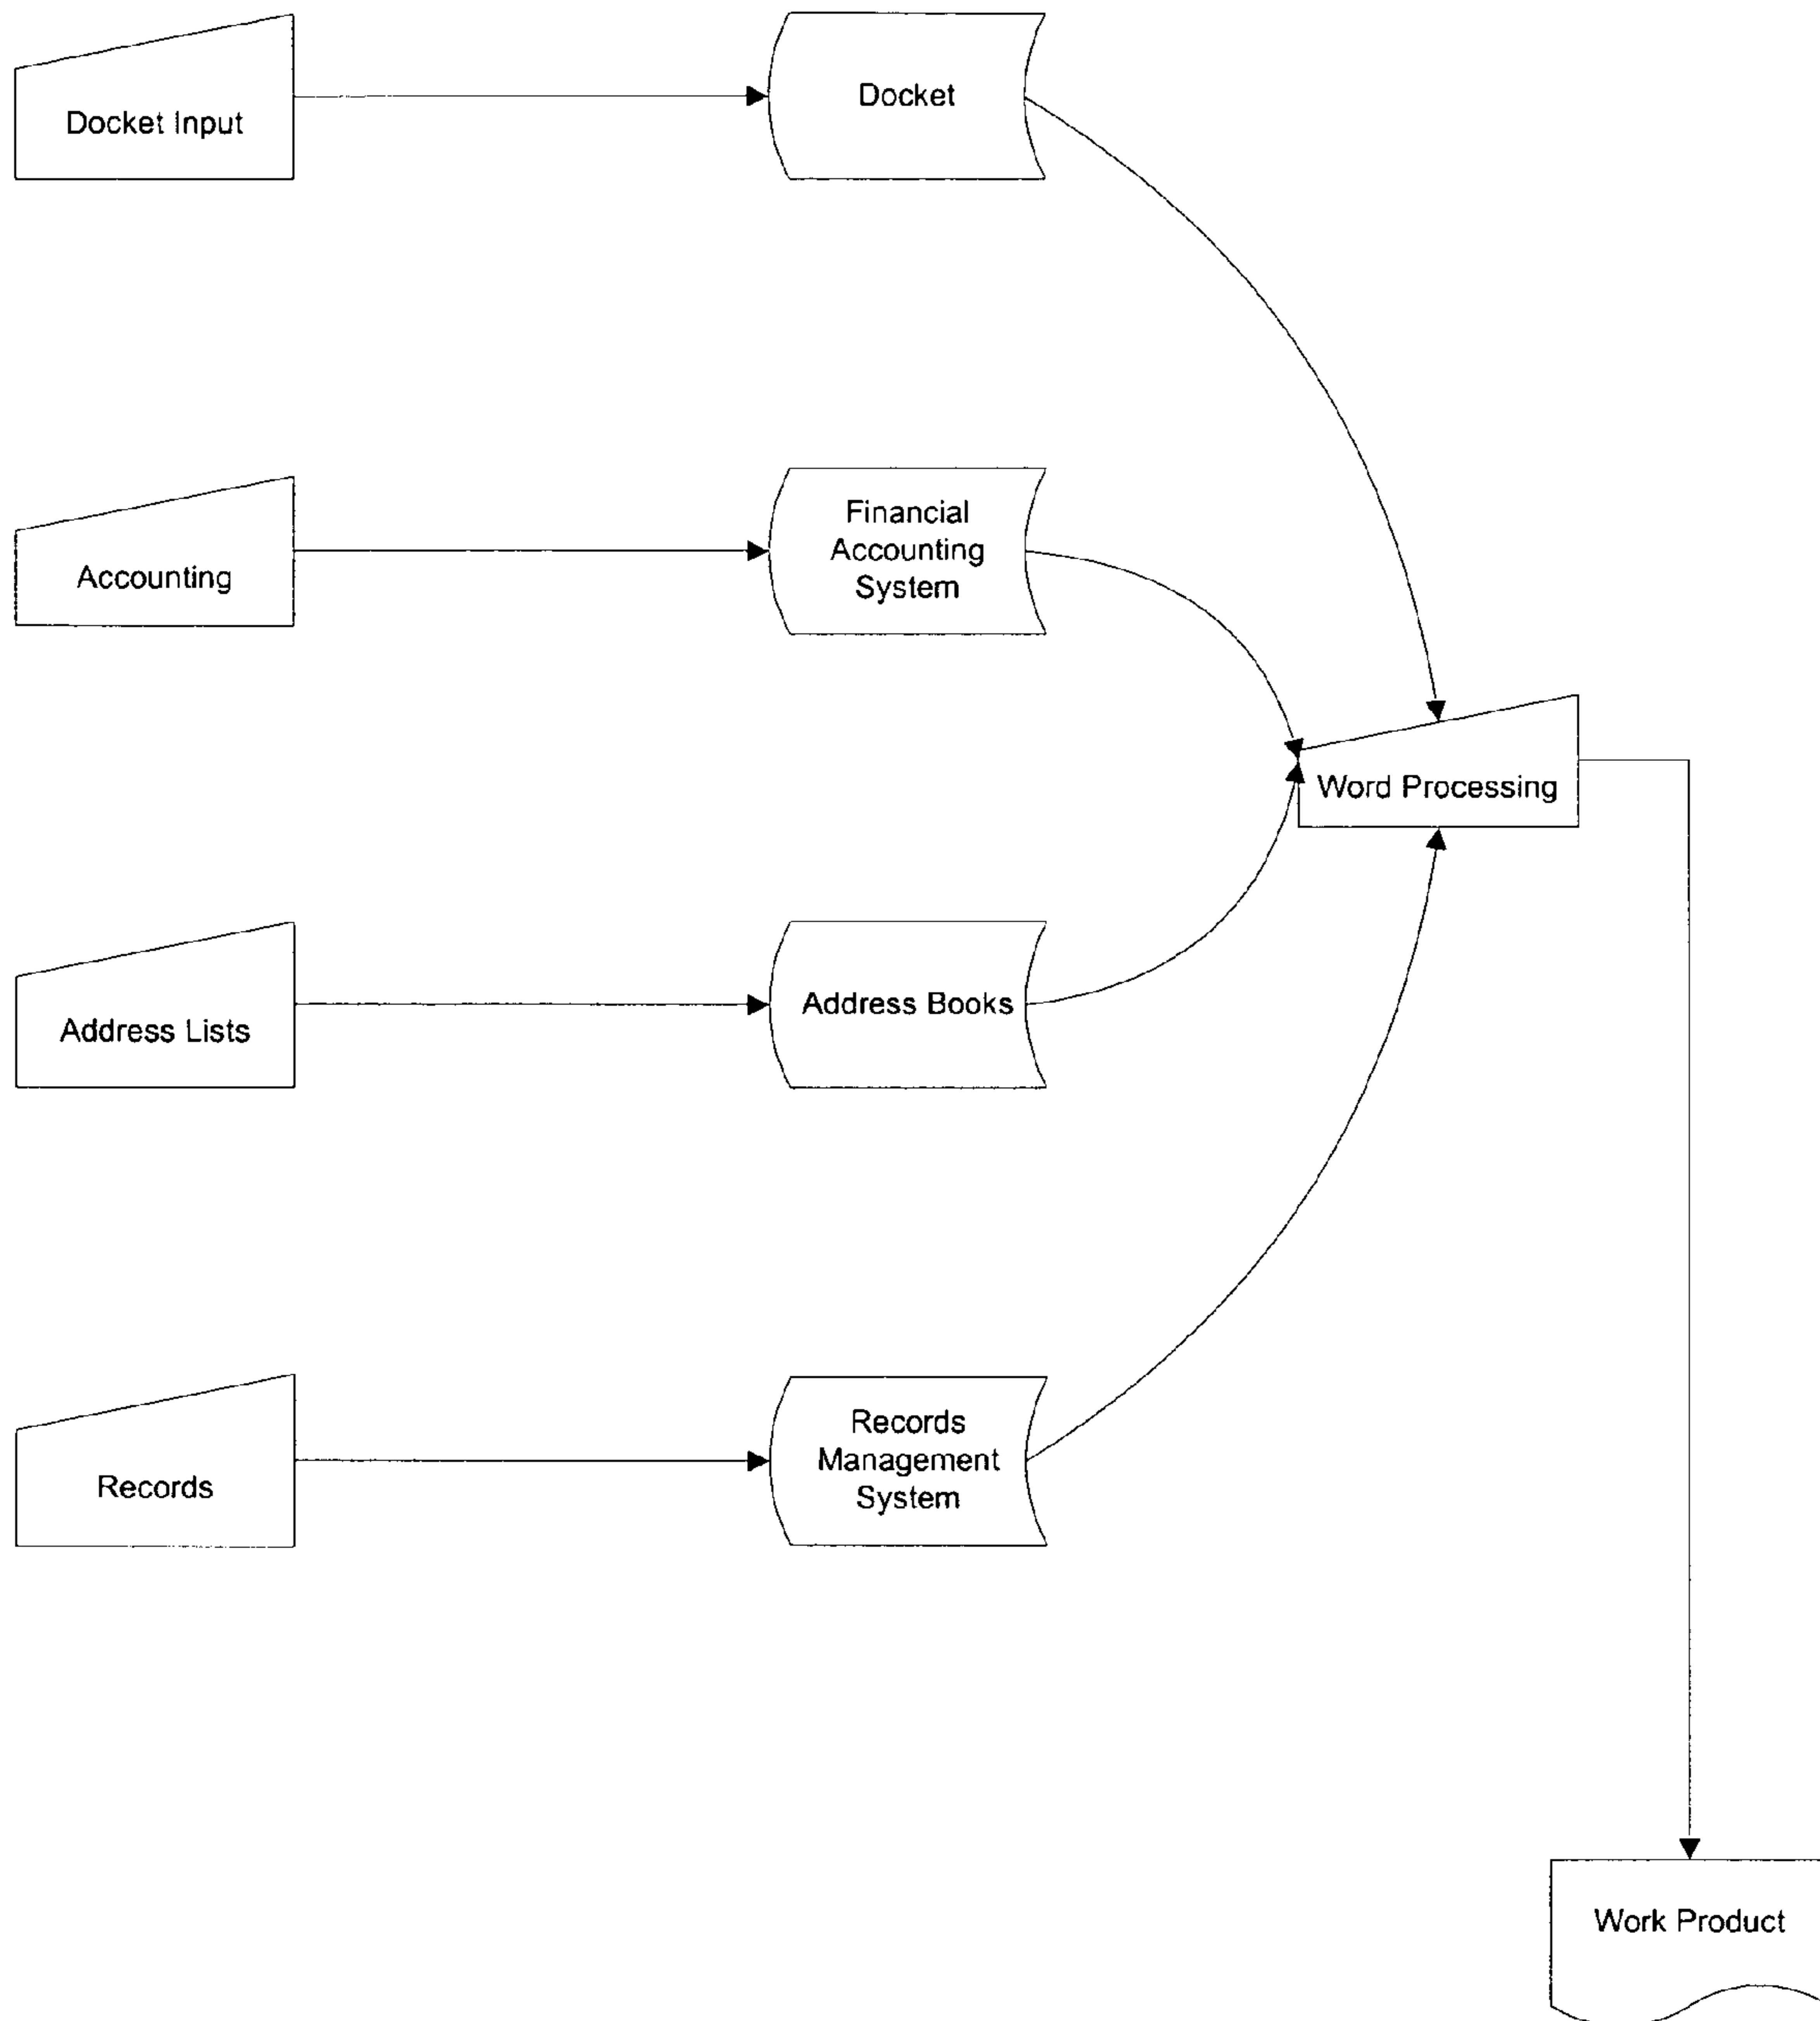 Docket Input
Docket
Accounting
Financial
Accounting
System
Word Processing
Address Lists
Address Books
Records
Records
Management
System
Work Product